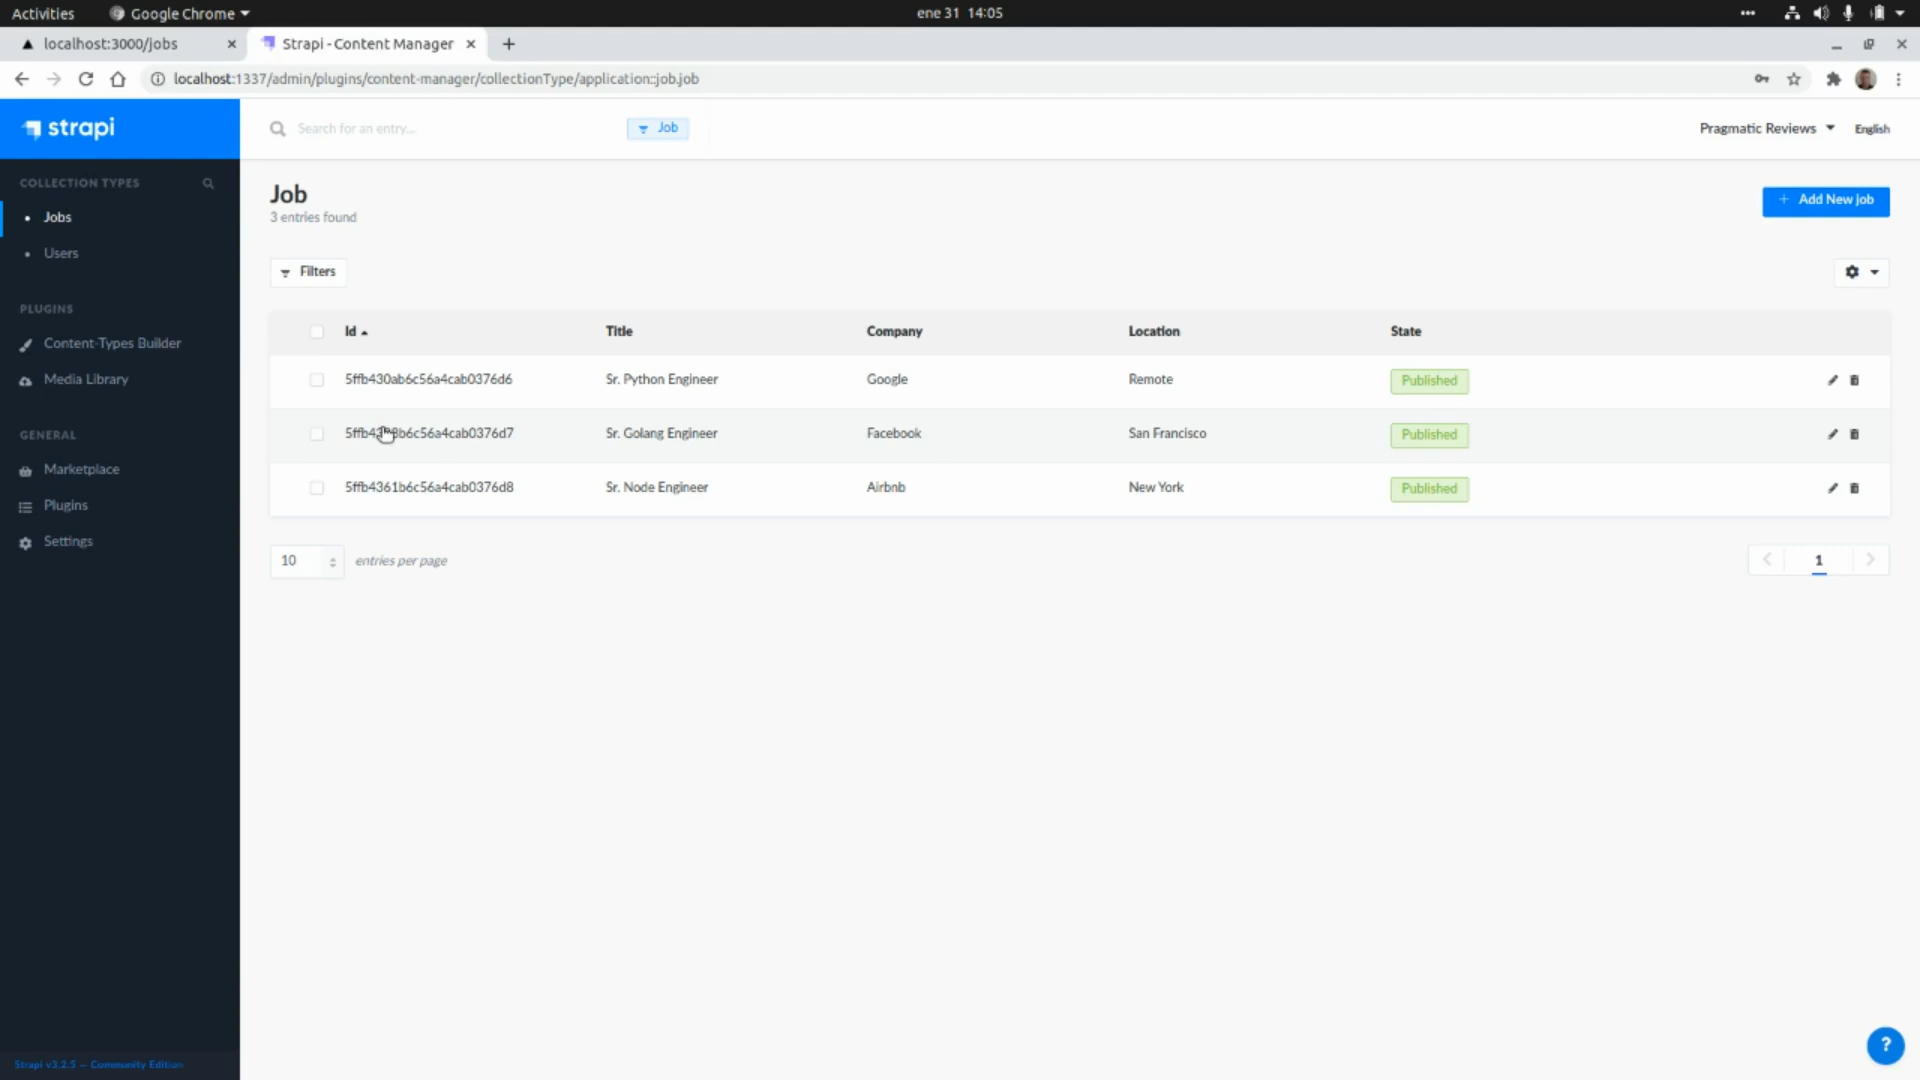 Activities Google Chrome ene 31 14:05
localhost:3000/jobs Strapi - Content Manager
localhost:1337/admin/plugins/content-manager/collectionType/application::job.job
strapi Search for an entry... Job Pragmatic Reviews English
COLLECTION TYPES
Jobs
Users
PLUGINS
Content-Types Builder
Media Library
GENERAL
Marketplace
Plugins
Settings
Strapi v3.2.5 — Community Edition
Job
3 entries found
Add New job
Filters
Id Title Company Location State
5ffb430ab6c56a4cab0376d6 Sr. Python Engineer Google Remote Published
Sr. Golang Engineer Facebook San Francisco Published
5ffb4361b6c56a4cab0376d8 Sr. Node Engineer Airbnb New York Published
10 entries per page 1
?